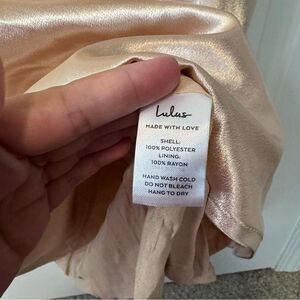 Lulus
MADE WITH LOVE
SHELL:
100% POLYESTER
LINING:
100% RAYON
HAND WASH COLD
DO NOT BLEACH
HANG TO DRY